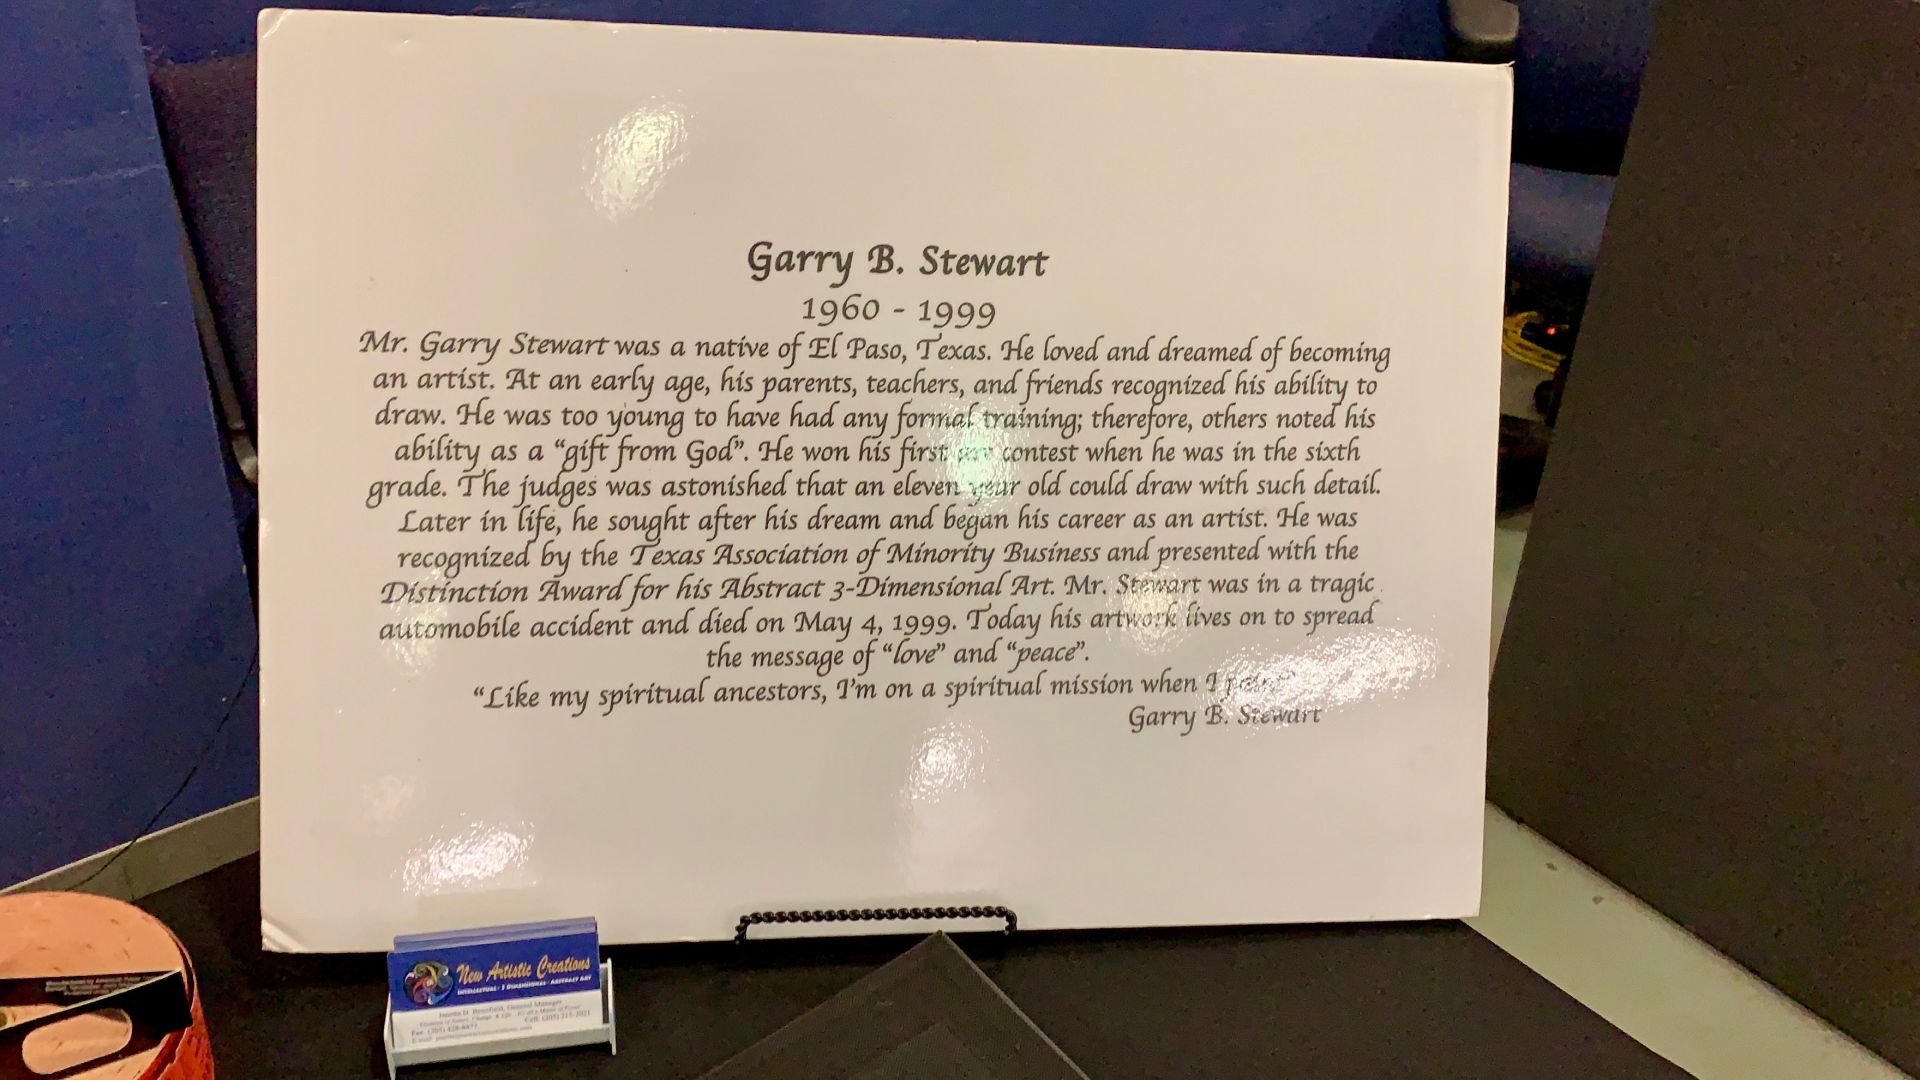 Garry B. Stewart
1960 - 1999
Mr. Garry Stewart was a native of El Paso, Texas. He loved and dreamed of becoming
an artist. At an early age, his parents, teachers, and friends recognized his ability to
draw. He was too young to have had any formal training; therefore, others noted his
ability as a "gift from God". He won his first art contest when he was in the sixth
grade. The judges was astonished that an eleven year old could draw with such detail.
Later in life, he sought after his dream and began his career as an artist. He was
recognized by the Texas Association of Minority Business and presented with the
Distinction Award for his Abstract 3-Dimensional Art. Mr. Stewart was in a tragic
automobile accident and died on May 4, 1999. Today his artwork lives on to spread
the message of "love" and "peace".
"Like my spiritual ancestors, I'm on a spiritual mission when I paint"
Garry B. Stewart
New Artistic Creations
INTELLECTUAL · 3 DIMENSIONAL · ABSTRACT ART
General Manager